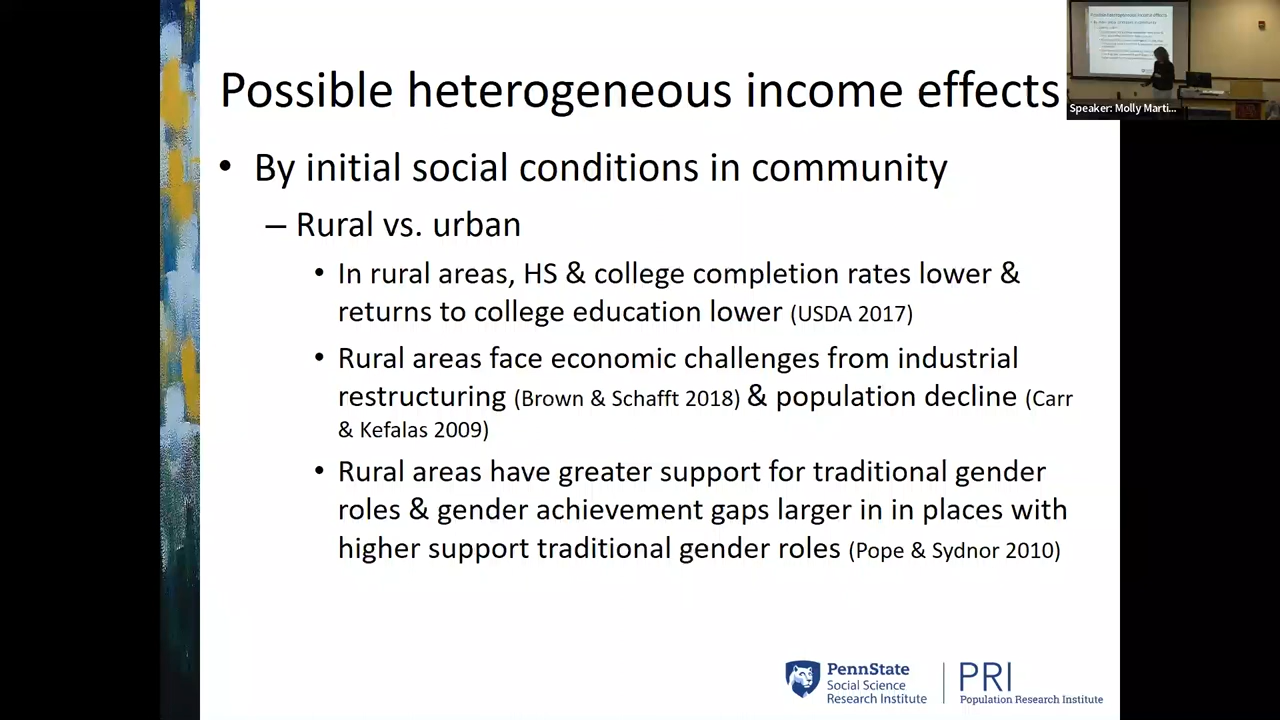 Possible heterogeneous income effects
• By initial social conditions in community
– Rural vs. urban
• In rural areas, HS & college completion rates lower &
returns to college education lower (USDA 2017)
• Rural areas face economic challenges from industrial
restructuring (Brown & Schafft 2018) & population decline (Carr
& Kefalas 2009)
• Rural areas have greater support for traditional gender
roles & gender achievement gaps larger in in places with
higher support traditional gender roles (Pope & Sydnor 2010)
PennState
Social Science
Research Institute
PRI
Population Research Institute
Possible heterogeneous income effects
Speaker: Molly Marti...